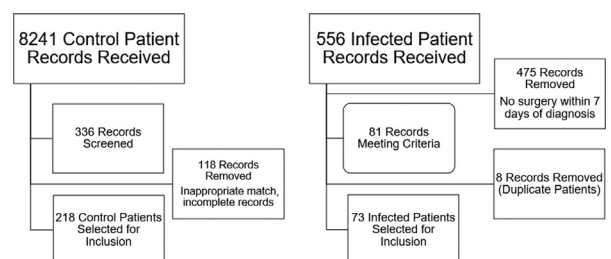 8241 Control Patient
Records Received
336 Records
Screened
118 Records
Removed
Inappropriate match,
incomplete records
218 Control Patients
Selected for
Inclusion
556 Infected Patient
Records Received
475 Records
Removed
No surgery within 7
days of diagnosis
81 Records
Meeting Criteria
8 Records Removed
(Duplicate Patients)
73 Infected Patients
Selected for
Inclusion